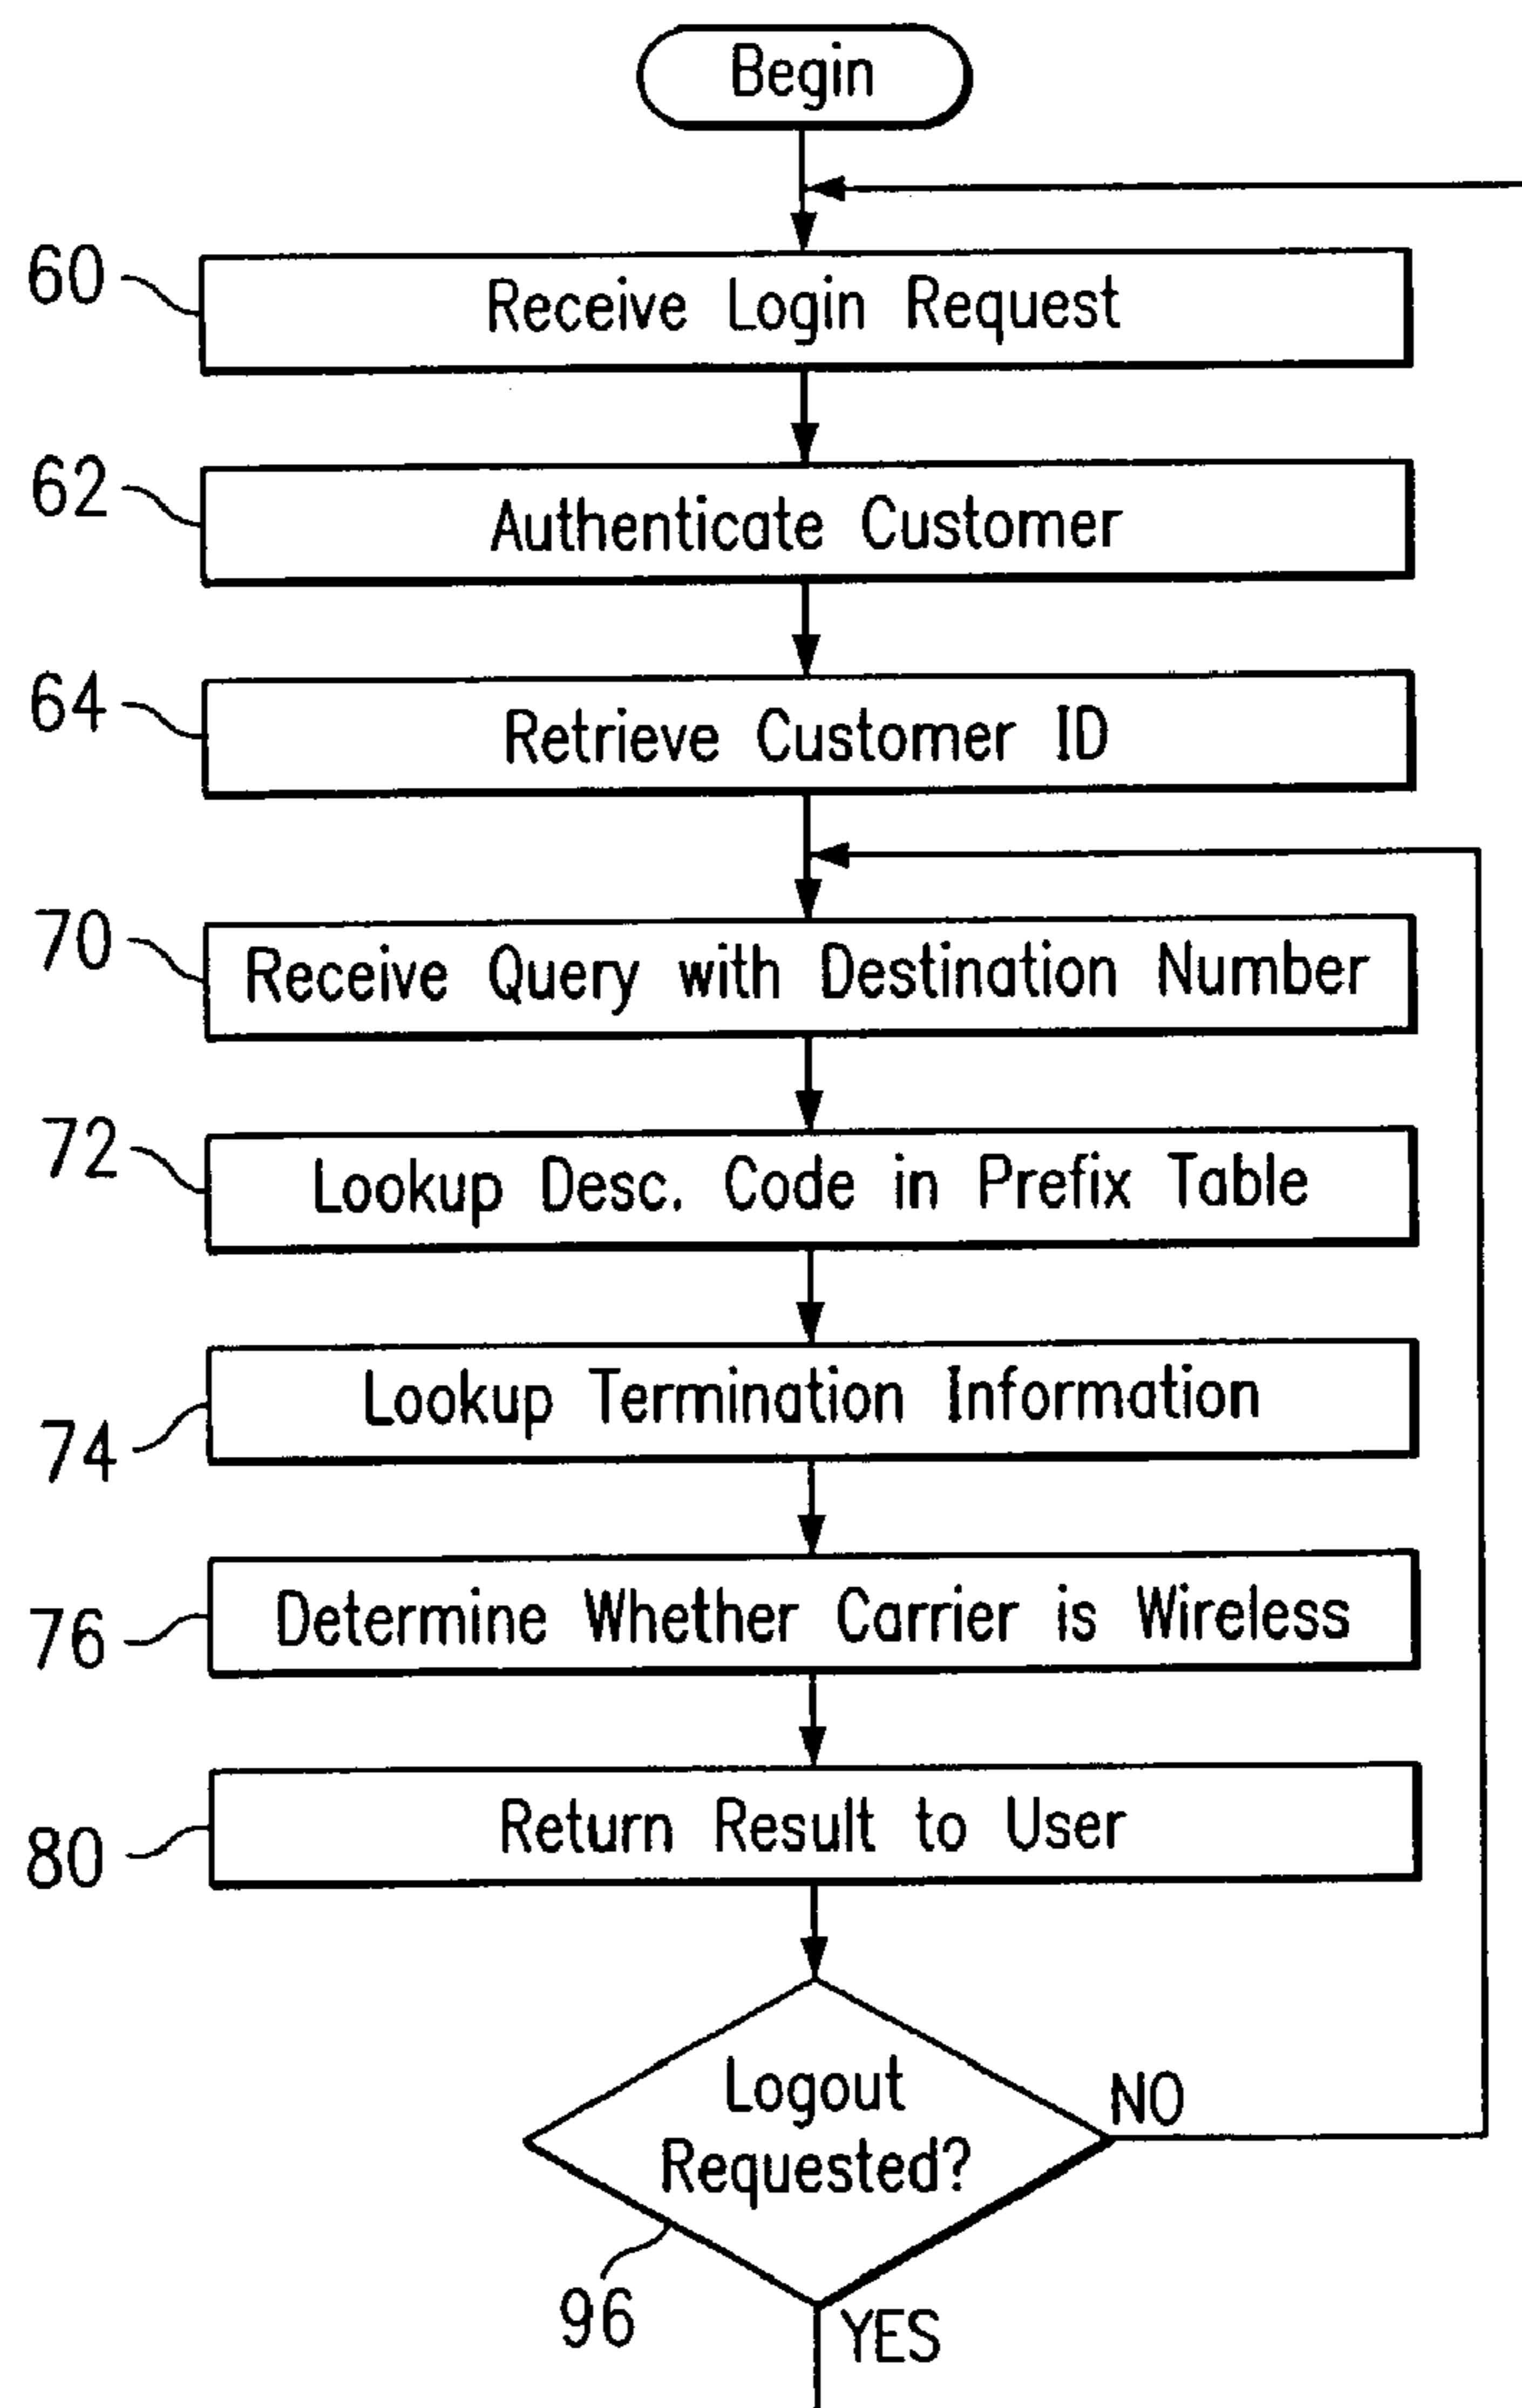 Begin
60
Receive Login Request
62
Authenticate Customer
64
Retrieve Customer ID
70
Receive Query with Destination Number
72
Lookup Desc. Code in Prefix Table
74
Lookup Termination Information
76
Determine Whether Carrier is Wireless
80
Return Result to User
Logout
Requested?
NO
96
YES